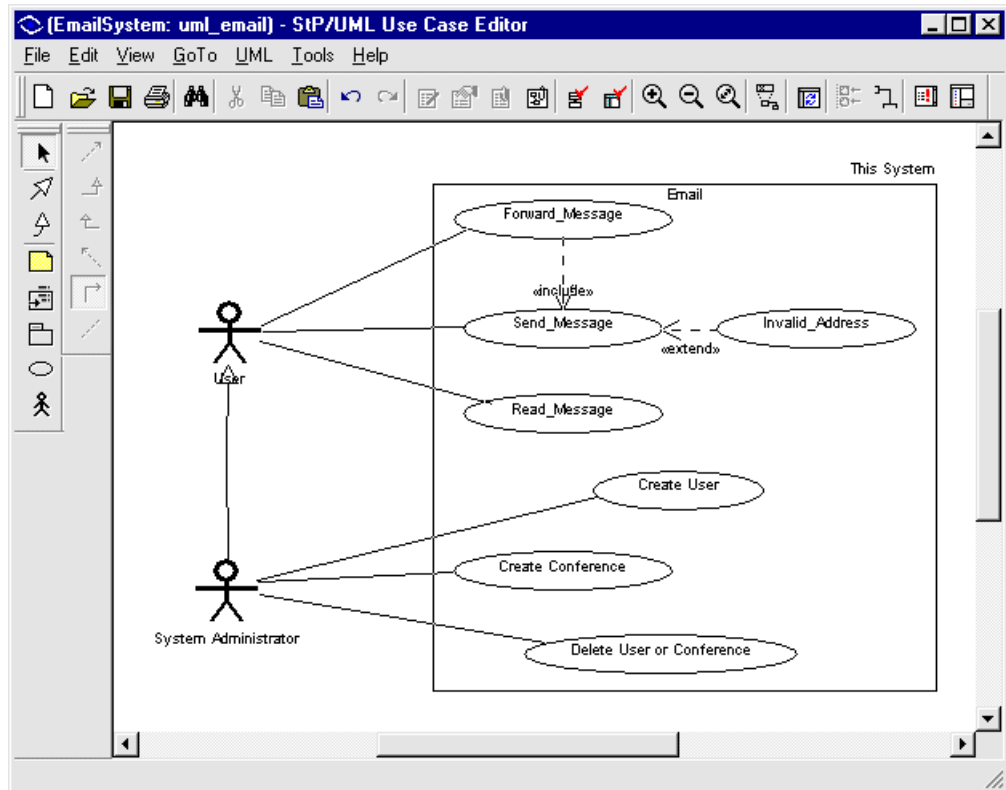 (EmailSystem: uml_email) - StP/UML Use Case Editor
File Edit View GoTo UML Tools Help
This System
Email
Forward_Message
«include»
Send_Message
Invalid_Address
«extend»
User
Read_Message
Create User
Create Conference
System Administrator
Delete User or Conference